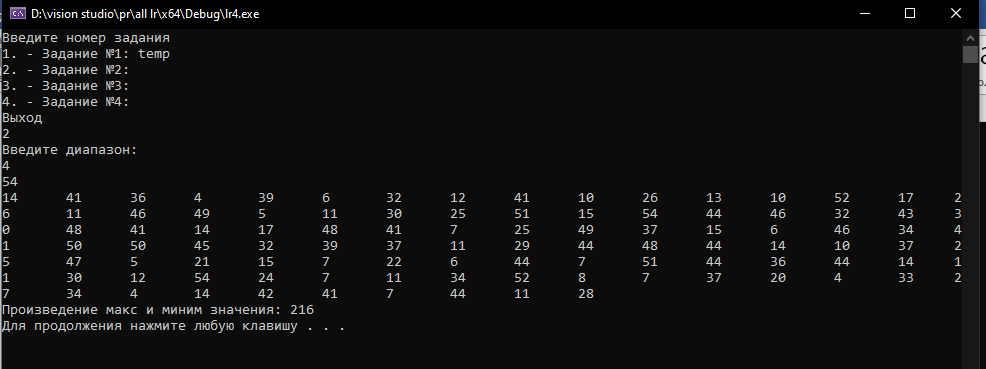 D:\vision studio\pr\all lr\x64\Debug\lr4.exe
Введите номер задания
1. - Задание №1: temp
2. - Задание №2:
3. - Задание №3:
4. - Задание №4:
Выход
2
Введите диапазон:
4
54
14 41 36 4 39 6 32 12 41 10 26 13 10 52 17 2
6 11 46 49 5 11 30 25 51 15 54 44 46 32 43 3
0 48 41 14 17 48 41 7 25 49 37 15 6 46 34 4
1 50 50 45 32 39 37 11 29 44 48 44 14 10 37 2
5 47 5 21 15 7 22 6 44 7 51 44 36 44 14 1
1 30 12 54 24 7 11 34 52 8 7 37 20 4 33 2
7 34 4 14 42 41 7 44 11 28
Произведение макс и миним значения: 216
Для продолжения нажмите любую клавишу . . .